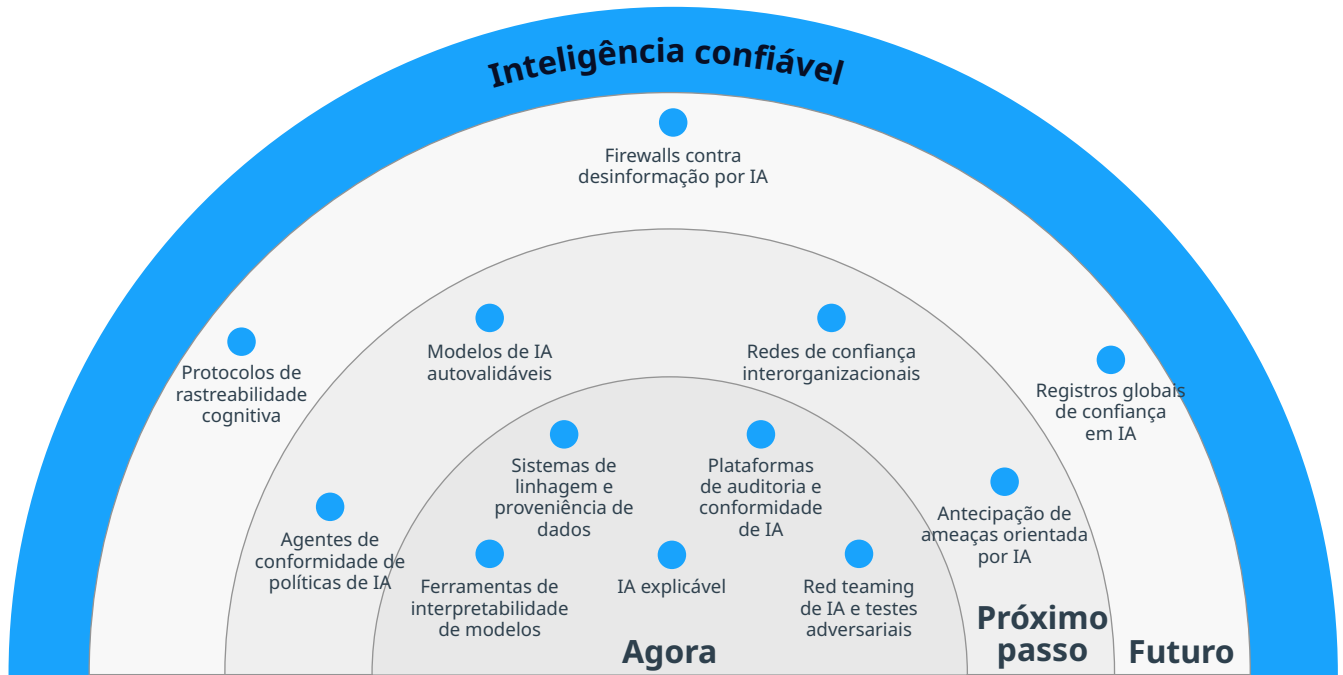 Inteligência confiável
Firewalls contra
desinformação por IA
Protocolos de
rastreabilidade
cognitiva
Registros globais
de confiança
em IA
Modelos de IA
autovalidáveis
Redes de confiança
interorganizacionais
Agentes de
conformidade de
políticas de IA
Antecipação de
ameaças orientada
por IA
Sistemas de
linhagem e
proveniência de
dados
Plataformas
de auditoria e
conformidade
de IA
Ferramentas de
interpretabilidade
de modelos
IA explicável
Red teaming
de IA e testes
adversariais
Agora
Próximo
passo
Futuro